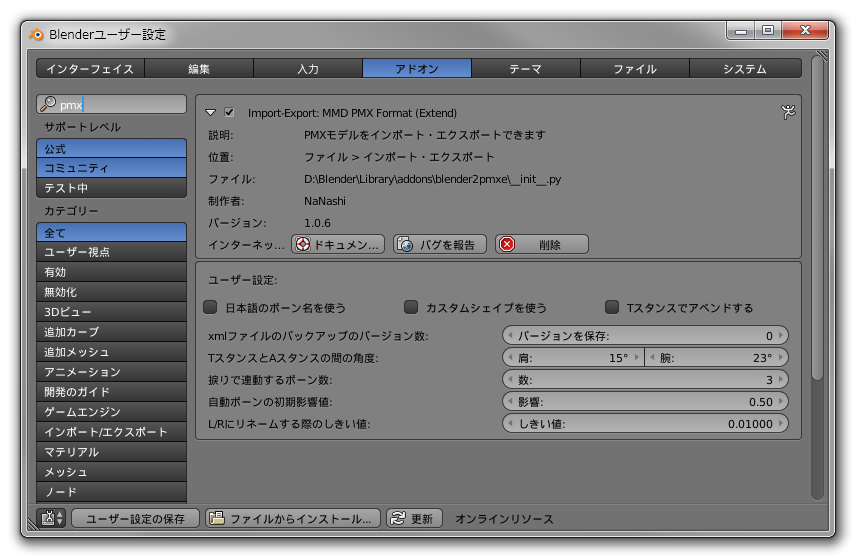 Blenderユーザー設定
インターフェイス 編集 入力 アドオン テーマ ファイル システム
pmx
サポートレベル
公式
コミュニティ
テスト中
カテゴリー
全て
ユーザー視点
有効
無効化
3Dビュー
追加カーブ
追加メッシュ
アニメーション
開発のガイド
ゲームエンジン
インポート/エクスポート
マテリアル
メッシュ
ノード
Import-Export: MMD PMX Format (Extend)
説明: PMXモデルをインポート・エクスポートできます
位置: ファイル > インポート・エクスポート
ファイル: D:\Blender\Library\addons\blender2pmxe\__init__.py
制作者: NaNashi
バージョン: 1.0.6
インターネッ... ドキュメン... バグを報告 削除
ユーザー設定:
日本語のボーン名を使う カスタムシェイプを使う Tスタンスでアペンドする
xmlファイルのバックアップのバージョン数: バージョンを保存: 0
TスタンスとAスタンスの間の角度: 肩: 15° 腕: 23°
捩りで連動するボーン数: 数: 3
自動ボーンの初期影響値: 影響: 0.50
L/Rにリネームする際のしきい値: しきい値: 0.01000
ユーザー設定の保存 ファイルからインストール... 更新 オンラインリソース